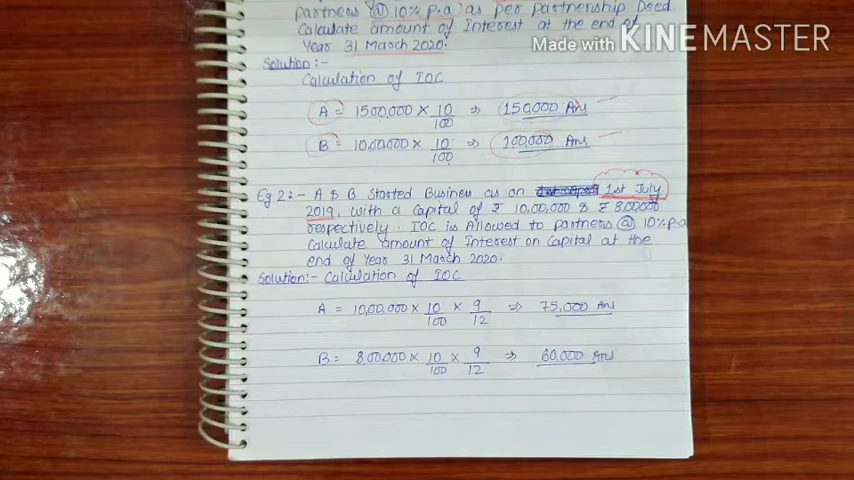 partners @ 10% p.a as per Partnership Deed
Calculate amount of Interest at the end of
Year 31 March 2020.
Made with KINEMASTER
Solution:-
Calculation of IOC
A = 1500,000 × 10/100 ⇒ 150,000 Ans
B = 10,00,000 × 10/100 ⇒ 100,000 Ans
Eg 2:- A & B Started Business as on 1st July
2019, with a Capital of ₹ 10,00,000 & ₹ 800000
respectively. IOC is Allowed to partners @ 10% p.a
Calculate amount of Interest on Capital at the
end of Year 31 March 2020.
Solution:- Calculation of IOC
A = 10,00,000 × 10/100 × 9/12 ⇒ 75,000 Ans
B = 8,00,000 × 10/100 × 9/12 ⇒ 60,000 Ans